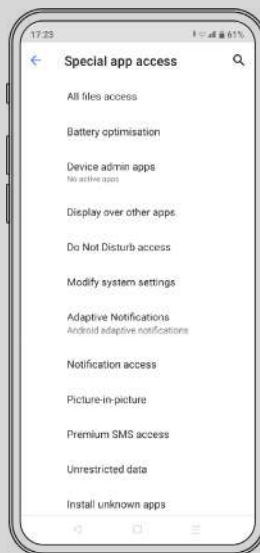 17:23 61%
Special app access
All files access
Battery optimisation
Device admin apps
No active apps
Display over other apps
Do Not Disturb access
Modify system settings
Adaptive Notifications
Android adaptive notifications
Notification access
Picture-in-picture
Premium SMS access
Unrestricted data
Install unknown apps